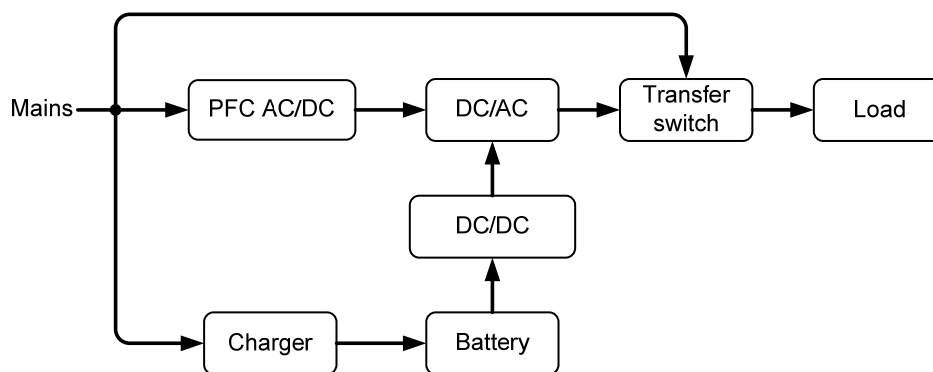 Mains
PFC AC/DC
DC/AC
Transfer
switch
Load
DC/DC
Charger
Battery